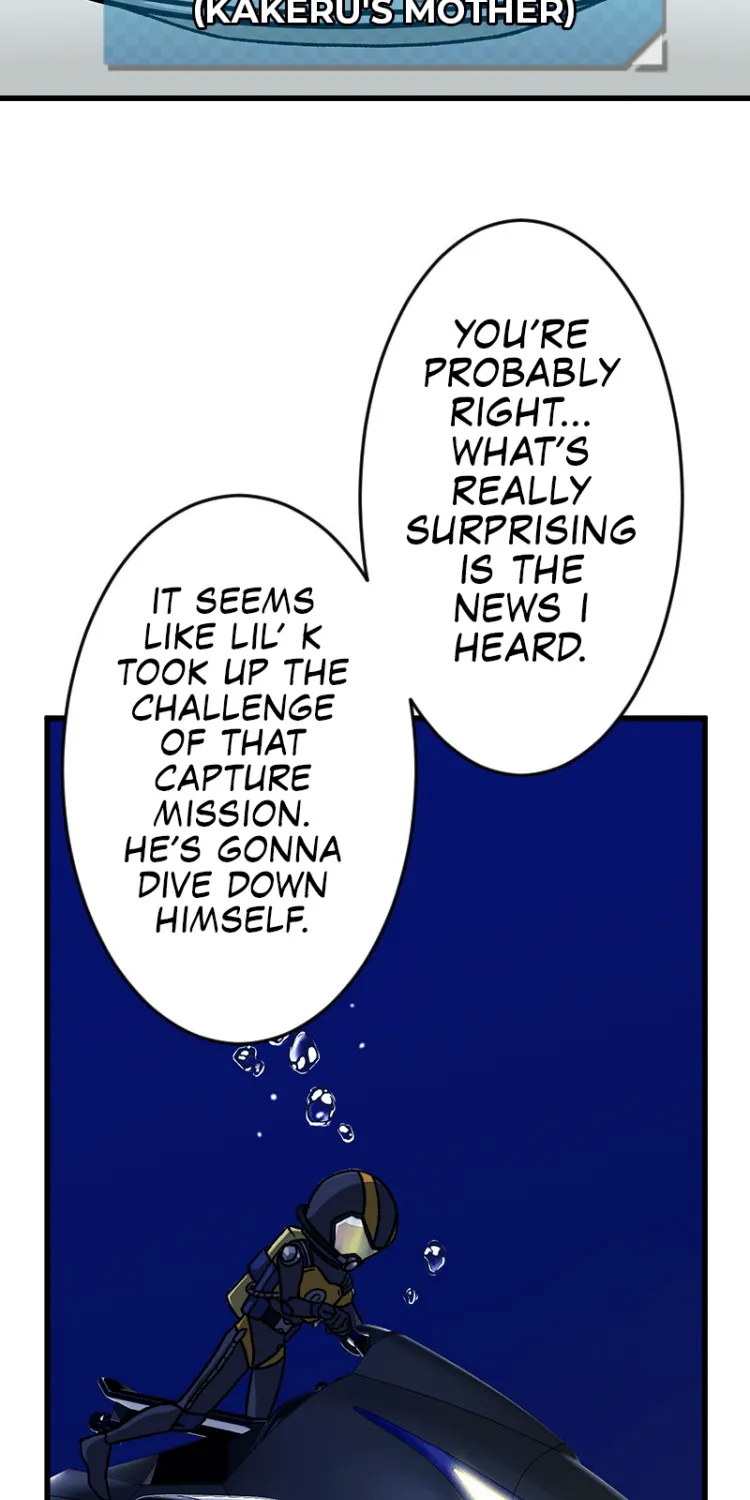 (KAKERU'S MOTHER)
YOU'RE
PROBABLY
RIGHT...
WHAT'S
REALLY
SURPRISING
IS THE
NEWS I
HEARD.
IT SEEMS
LIKE LIL' K
TOOK UP THE
CHALLENGE
OF THAT
CAPTURE
MISSION.
HE'S GONNA
DIVE DOWN
HIMSELF.